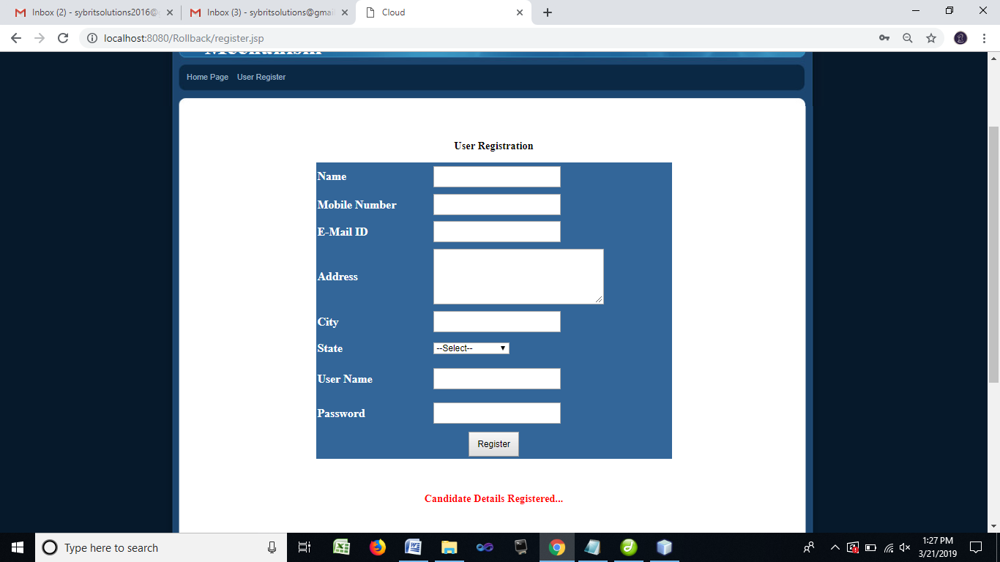 Inbox (2) - sybritsolutions2016@
Inbox (3) - sybritsolutions@gmai
Cloud
localhost:8080/Rollback/register.jsp
Mechanism
Home Page User Register
User Registration
Name
Mobile Number
E-Mail ID
Address
City
State --Select--
User Name
Password
Register
Candidate Details Registered...
Type here to search
1:27 PM
3/21/2019